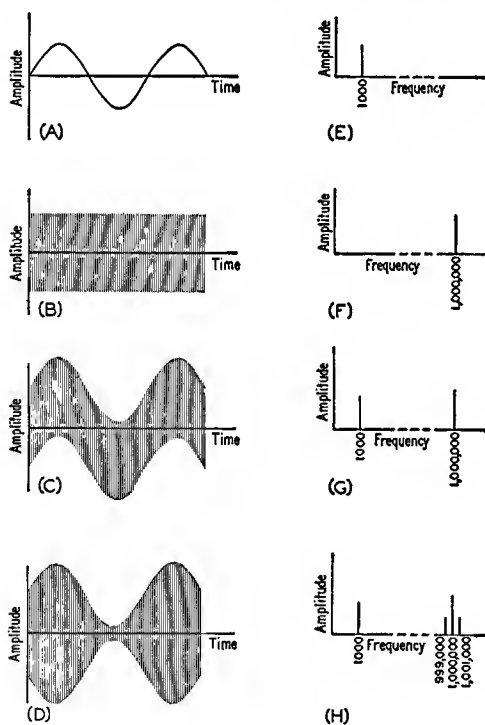 Amplitude
Time
(A)
Amplitude
1000
Frequency
(E)
Amplitude
Time
(B)
Amplitude
Frequency
1,000,000
(F)
Amplitude
Time
(C)
Amplitude
1000
Frequency
1,000,000
(G)
Amplitude
Time
(D)
Amplitude
1000
Frequency
999,000
1,000,000
1,001,000
(H)